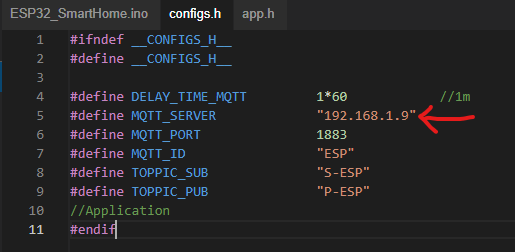 ESP32_SmartHome.ino configs.h app.h
1 #ifndef __CONFIGS_H__
2 #define __CONFIGS_H__
3
4 #define DELAY_TIME_MQTT 1*60 //1m
5 #define MQTT_SERVER "192.168.1.9"
6 #define MQTT_PORT 1883
7 #define MQTT_ID "ESP"
8 #define TOPPIC_SUB "S-ESP"
9 #define TOPPIC_PUB "P-ESP"
10 //Application
11 #endif